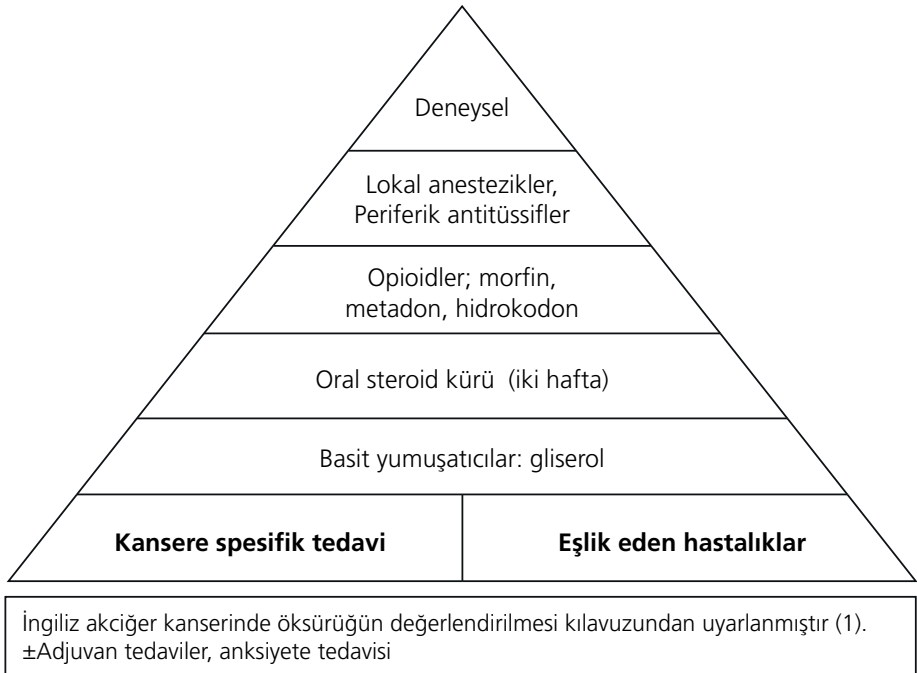 Deneysel
Lokal anestezikler,
Periferik antitüssifler
Opioidler; morfin,
metadon, hidrokodon
Oral steroid kürü (iki hafta)
Basit yumuşatıcılar: gliserol
Kansere spesifik tedavi
Eşlik eden hastalıklar
İngiliz akciğer kanserinde öksürüğün değerlendirilmesi kılavuzundan uyarlanmıştır (1).
±Adjuvan tedaviler, anksiyete tedavisi